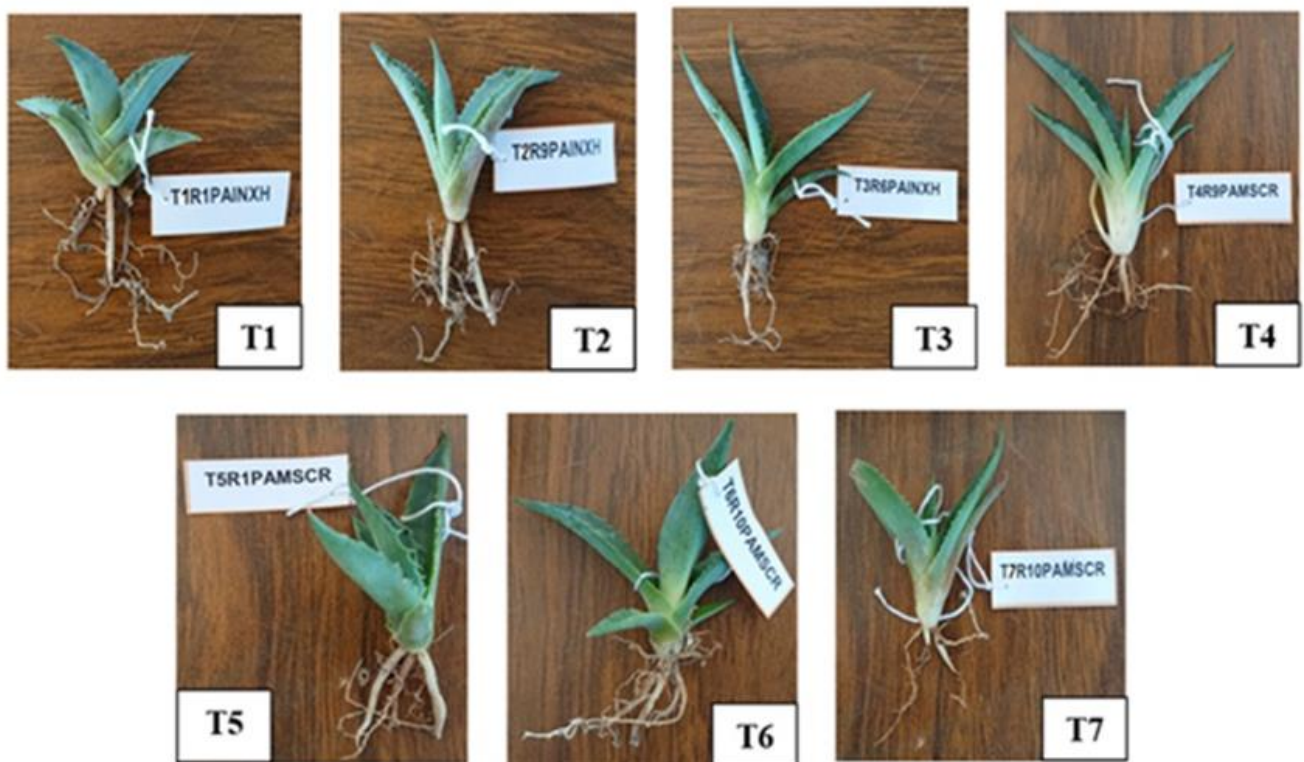 T1R1PAINXH
T1
T2R9PAINXH
T2
T3R6PAINXH
T3
T4R9PAMSCR
T4
T5R1PAMSCR
T5
T6R10PAMSCR
T6
T7R10PAMSCR
T7